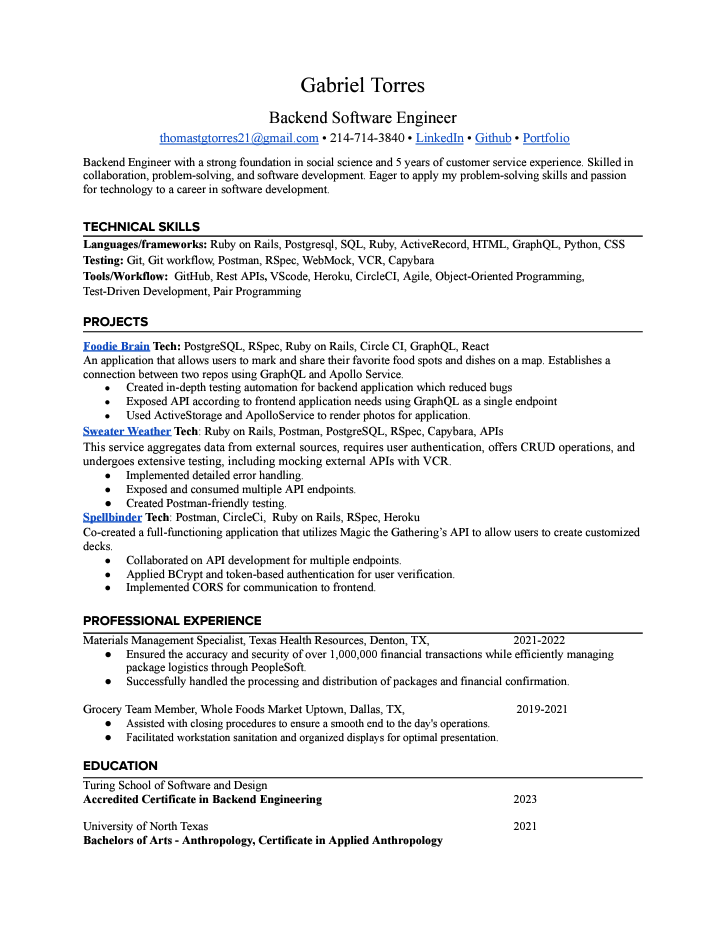 Gabriel Torres
Backend Software Engineer
thomastgtorres21@gmail.com • 214-714-3840 • LinkedIn • Github • Portfolio
Backend Engineer with a strong foundation in social science and 5 years of customer service experience. Skilled in
collaboration, problem-solving, and software development. Eager to apply my problem-solving skills and passion
for technology to a career in software development.
TECHNICAL SKILLS
Languages/frameworks: Ruby on Rails, Postgresql, SQL, Ruby, ActiveRecord, HTML, GraphQL, Python, CSS
Testing: Git, Git workflow, Postman, RSpec, WebMock, VCR, Capybara
Tools/Workflow: GitHub, Rest APIs, VScode, Heroku, CircleCI, Agile, Object-Oriented Programming,
Test-Driven Development, Pair Programming
PROJECTS
Foodie Brain Tech: PostgreSQL, RSpec, Ruby on Rails, Circle CI, GraphQL, React
An application that allows users to mark and share their favorite food spots and dishes on a map. Establishes a
connection between two repos using GraphQL and Apollo Service.
● Created in-depth testing automation for backend application which reduced bugs
● Exposed API according to frontend application needs using GraphQL as a single endpoint
● Used ActiveStorage and ApolloService to render photos for application.
Sweater Weather Tech: Ruby on Rails, Postman, PostgreSQL, RSpec, Capybara, APIs
This service aggregates data from external sources, requires user authentication, offers CRUD operations, and
undergoes extensive testing, including mocking external APIs with VCR.
● Implemented detailed error handling.
● Exposed and consumed multiple API endpoints.
● Created Postman-friendly testing.
Spellbinder Tech: Postman, CircleCi, Ruby on Rails, RSpec, Heroku
Co-created a full-functioning application that utilizes Magic the Gathering's API to allow users to create customized
decks.
● Collaborated on API development for multiple endpoints.
● Applied BCrypt and token-based authentication for user verification.
● Implemented CORS for communication to frontend.
PROFESSIONAL EXPERIENCE
Materials Management Specialist, Texas Health Resources, Denton, TX, 2021-2022
● Ensured the accuracy and security of over 1,000,000 financial transactions while efficiently managing
package logistics through PeopleSoft.
● Successfully handled the processing and distribution of packages and financial confirmation.
Grocery Team Member, Whole Foods Market Uptown, Dallas, TX, 2019-2021
● Assisted with closing procedures to ensure a smooth end to the day's operations.
● Facilitated workstation sanitation and organized displays for optimal presentation.
EDUCATION
Turing School of Software and Design
Accredited Certificate in Backend Engineering 2023
University of North Texas 2021
Bachelors of Arts - Anthropology, Certificate in Applied Anthropology